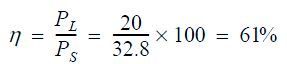 η = P_L / P_S = 20 / 32.8 × 100 = 61%